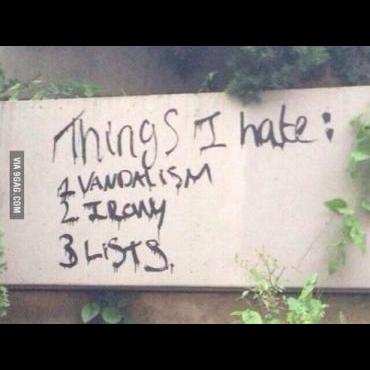 Things I hate:
1 VANDALISM
2 IRONY
3 LISTS.
VIA 9GAG.COM